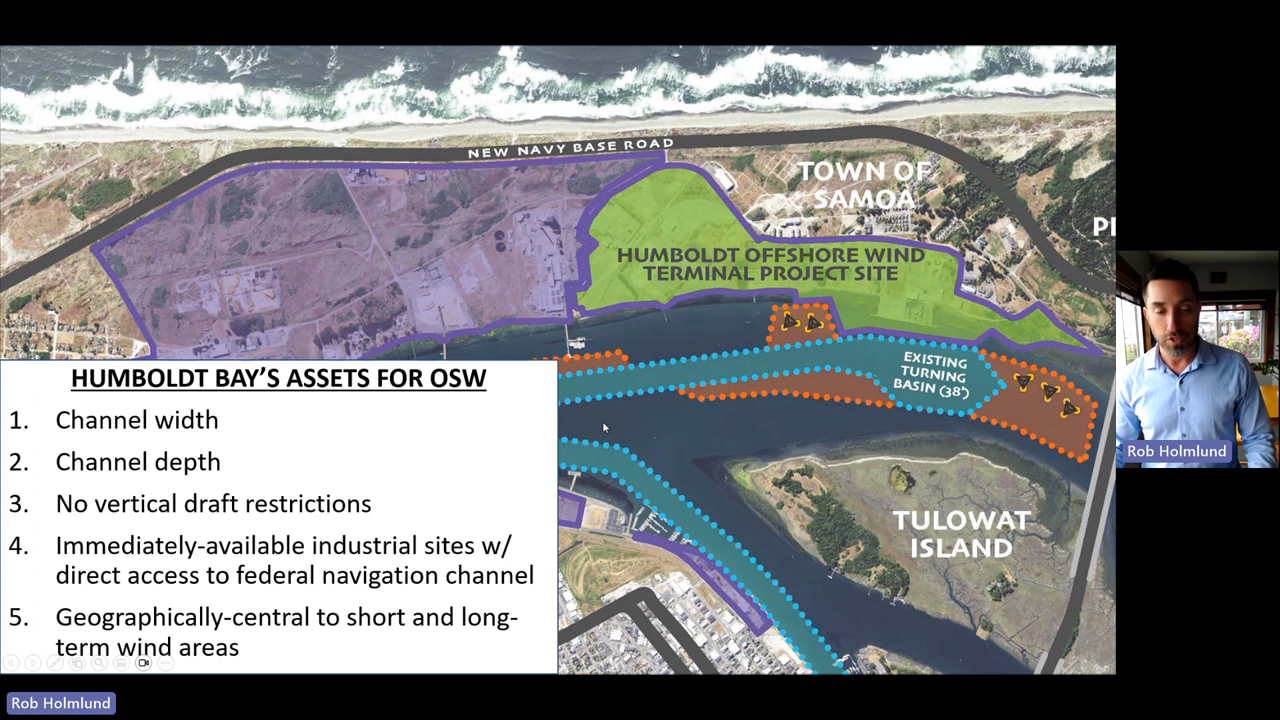 NEW NAVY BASE ROAD
TOWN OF
SAMOA
HUMBOLDT OFFSHORE WIND
TERMINAL PROJECT SITE
EXISTING
TURNING
BASIN (38')
TULOWAT
ISLAND
HUMBOLDT BAY'S ASSETS FOR OSW
1. Channel width
2. Channel depth
3. No vertical draft restrictions
4. Immediately-available industrial sites w/
direct access to federal navigation channel
5. Geographically-central to short and long-
term wind areas
Rob Holmlund
Rob Holmlund